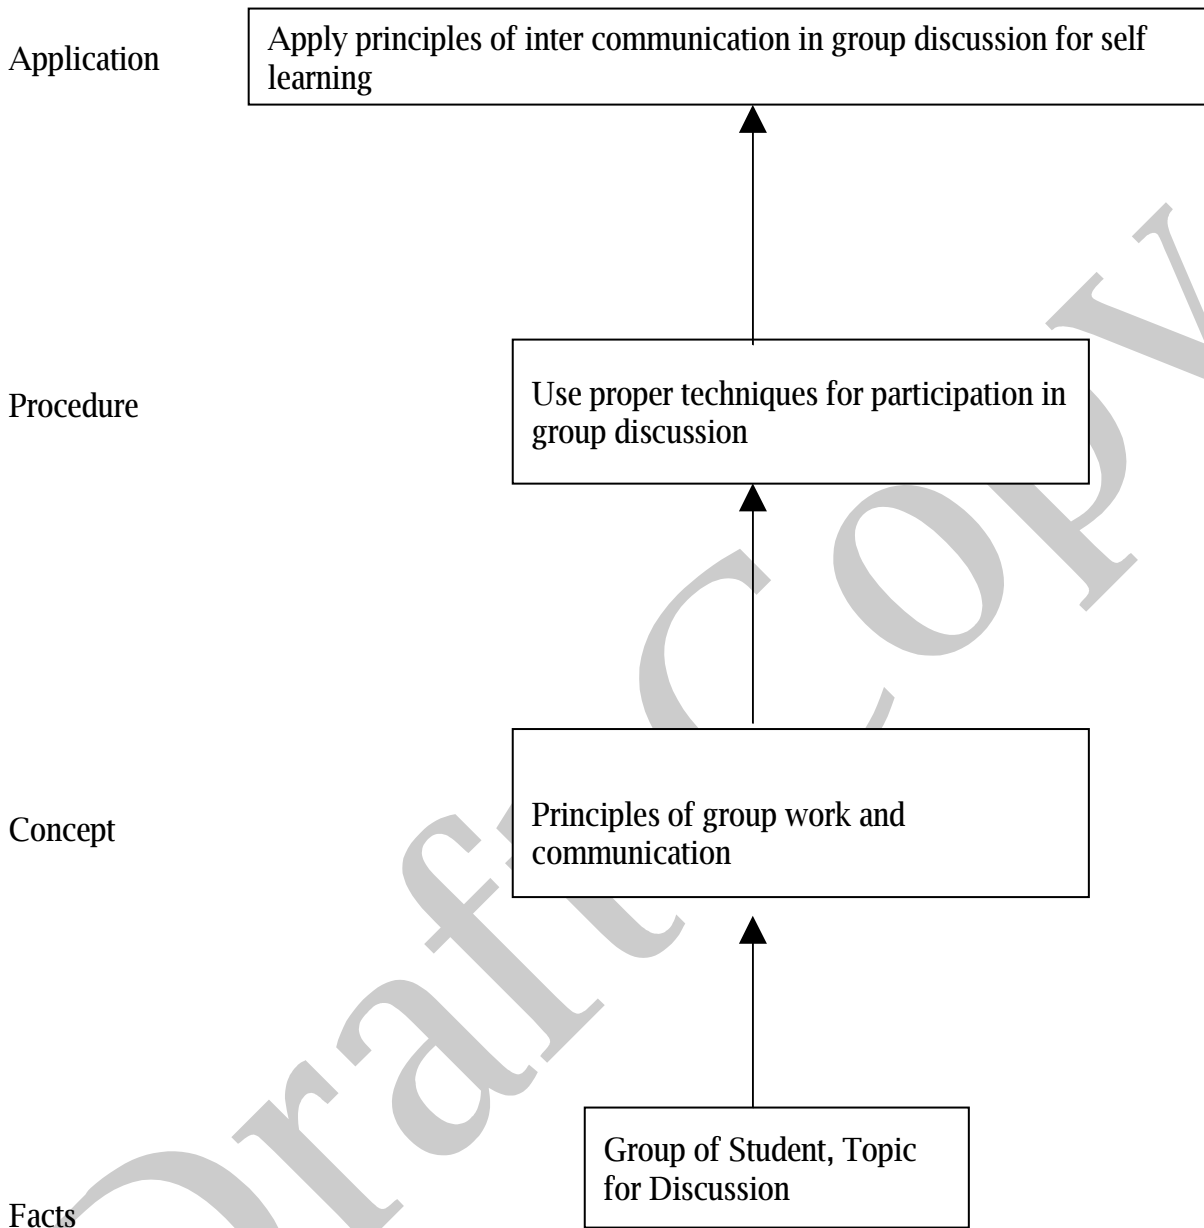 Application
Apply principles of inter communication in group discussion for self
learning
Procedure
Use proper techniques for participation in
group discussion
Concept
Principles of group work and
communication
Facts
Group of Student, Topic
for Discussion
Draft Copy